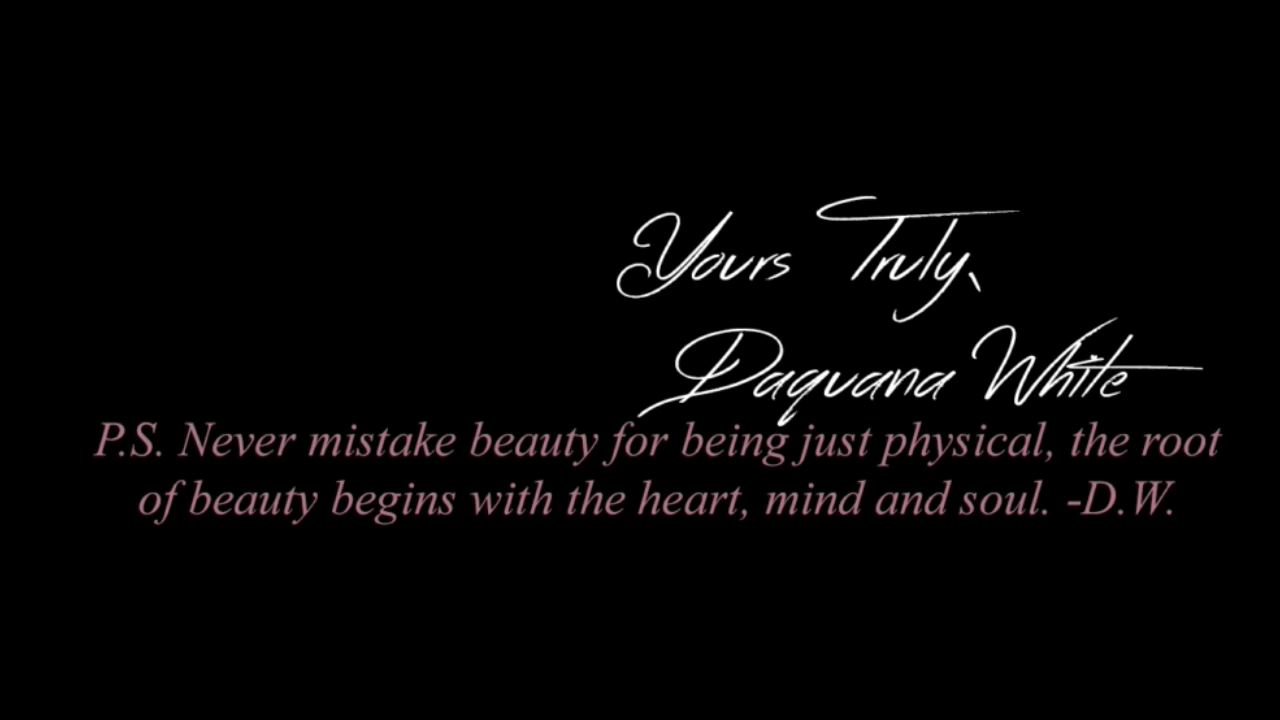 Yours Truly,
Daquana White
P.S. Never mistake beauty for being just physical, the root
of beauty begins with the heart, mind and soul. -D.W.